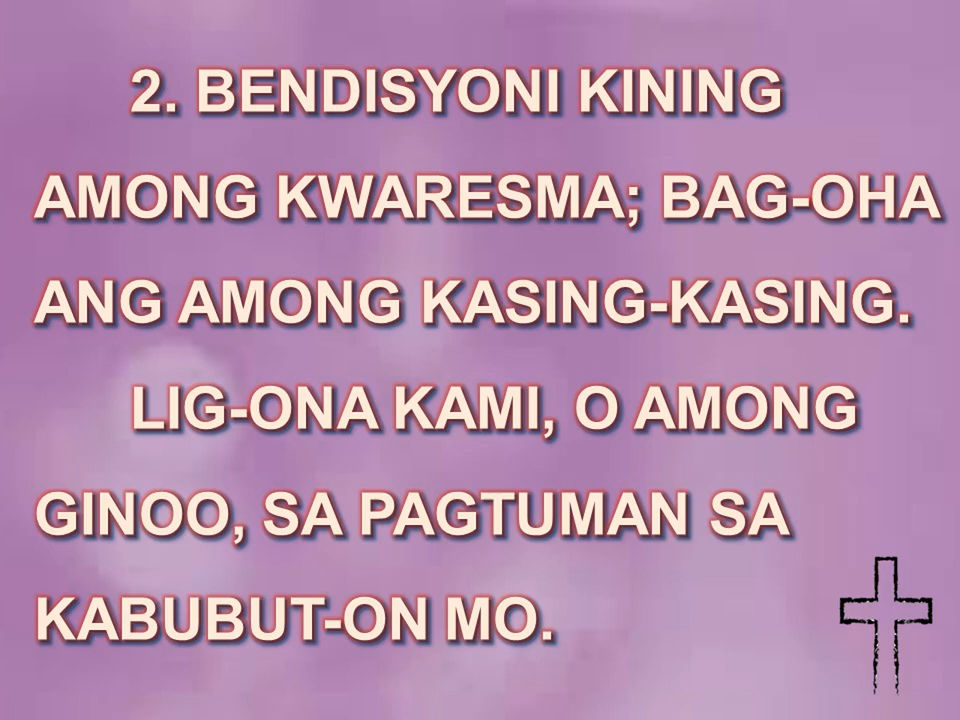 2. BENDISYONI KINING
AMONG KWARESMA; BAG-OHA
ANG AMONG KASING-KASING.
LIG-ONA KAMI, O AMONG
GINOO, SA PAGTUMAN SA
KABUBUT-ON MO.